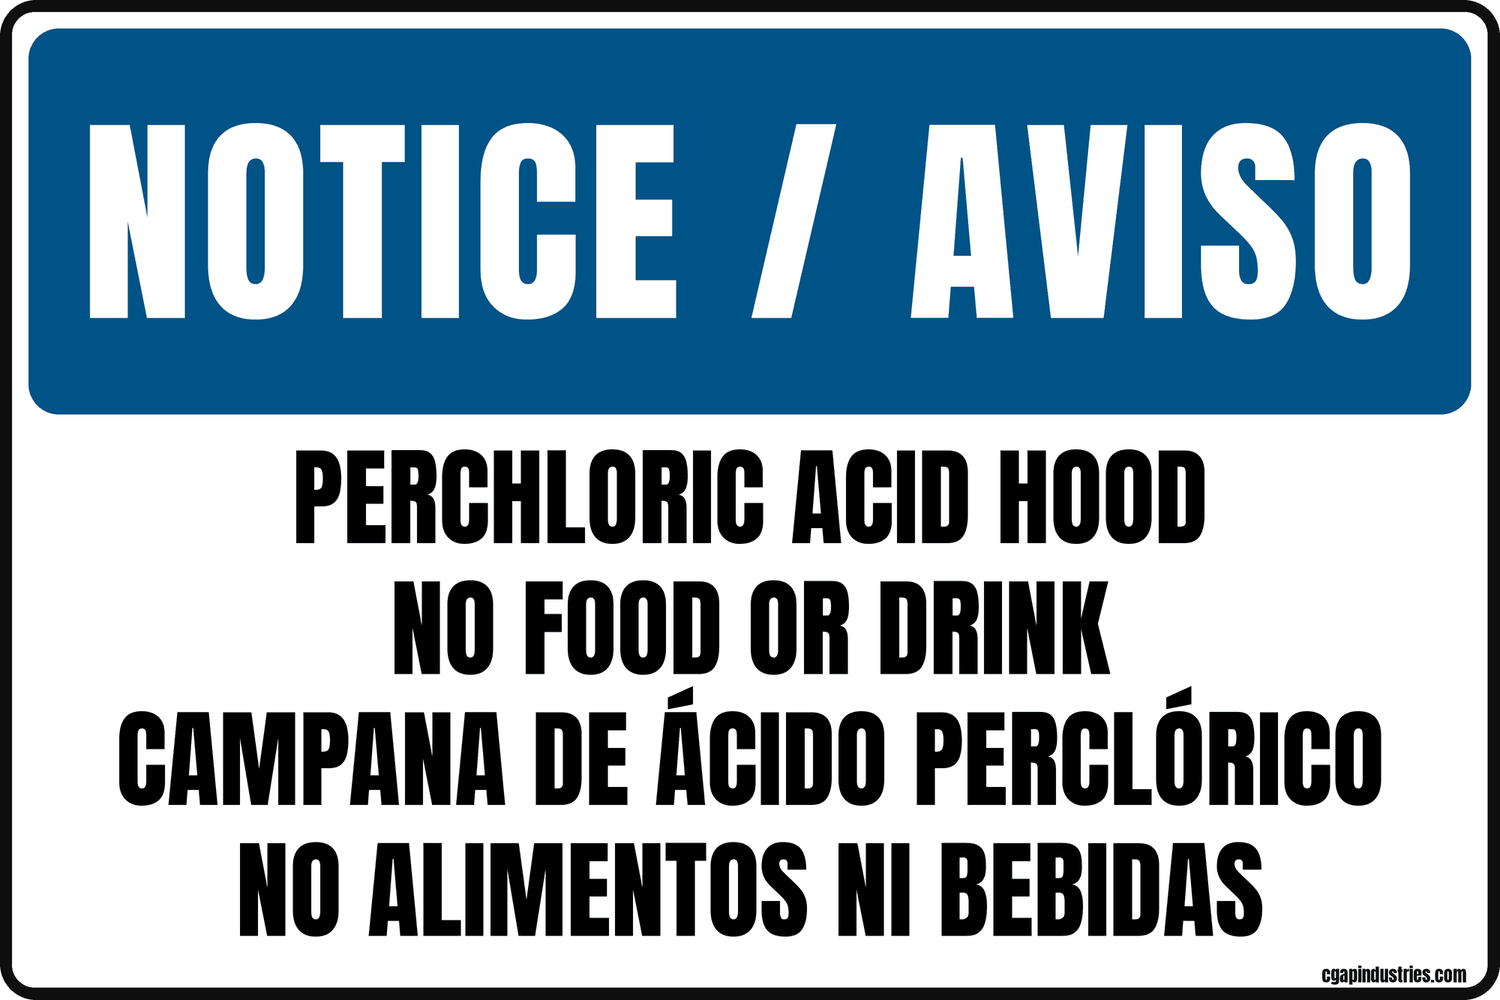 NOTICE / AVISO
PERCHLORIC ACID HOOD
NO FOOD OR DRINK
CAMPANA DE ÁCIDO PERCLÓRICO
NO ALIMENTOS NI BEBIDAS
cgapindustries.com